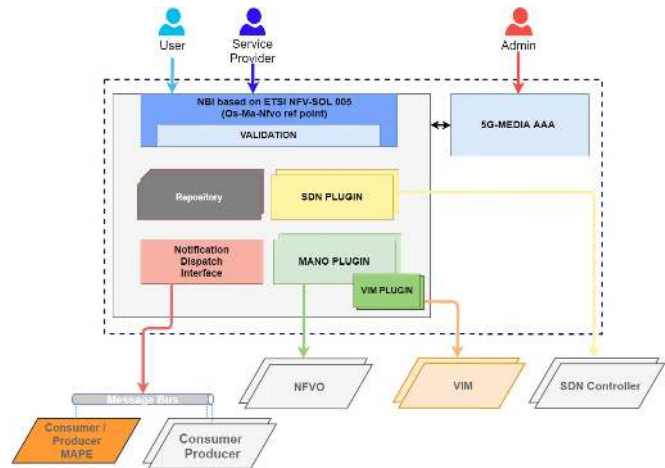 User
Service
Provider
Admin
NBI based on ETSI NFV-SOL 005
(Os-Ma-Nfvo ref point)
VALIDATION
5G-MEDIA AAA
Repository
SDN PLUGIN
Notification
Dispatch
Interface
MANO PLUGIN
VIM PLUGIN
NFVO
VIM
SDN Controller
Message Bus
Consumer /
Producer
MAPE
Consumer
Producer